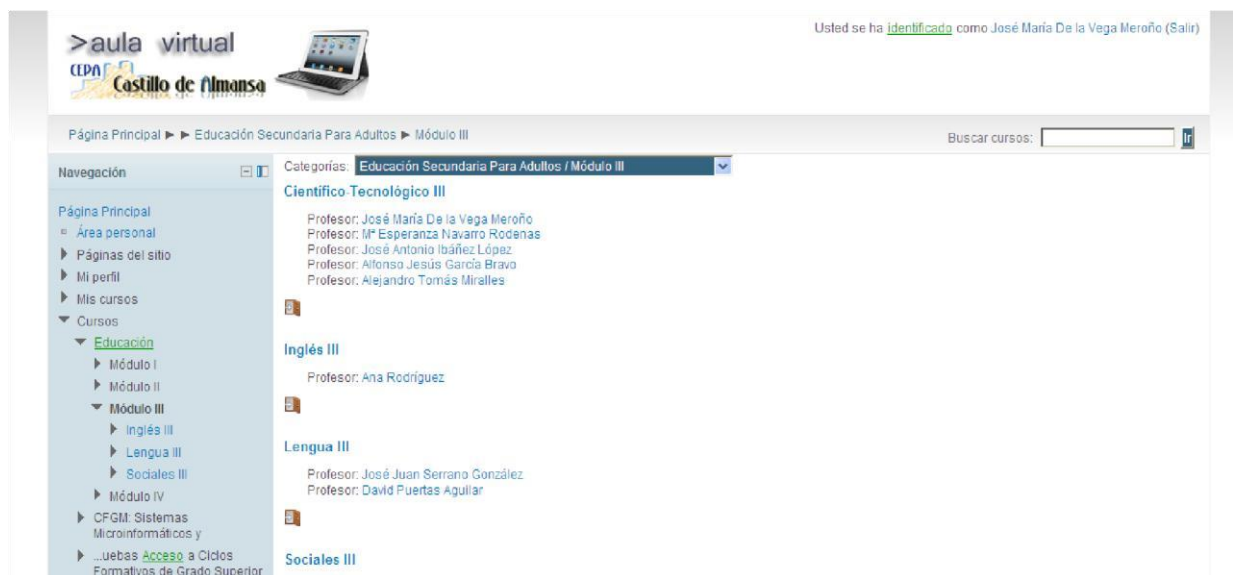 >aula virtual
CEPA
Castillo de Almansa
Usted se ha identificado como José María De la Vega Meroño (Salir)
Página Principal ► ► Educación Secundaria Para Adultos ► Módulo III
Buscar cursos:
Ir
Navegación
Página Principal
Área personal
Páginas del sitio
Mi perfil
Mis cursos
Cursos
Educación
Módulo I
Módulo II
Módulo III
Inglés III
Lengua III
Sociales III
Módulo IV
CFGM: Sistemas
Microinformáticos y
...uebas Acceso a Ciclos
Formativos de Grado Superior
Categorías: Educación Secundaria Para Adultos / Módulo III
Científico-Tecnológico III
Profesor: José María De la Vega Meroño
Profesor: Mª Esperanza Navarro Rodenas
Profesor: José Antonio Ibáñez López
Profesor: Alfonso Jesús García Bravo
Profesor: Alejandro Tomás Miralles
Inglés III
Profesor: Ana Rodríguez
Lengua III
Profesor: José Juan Serrano González
Profesor: David Puertas Aguilar
Sociales III